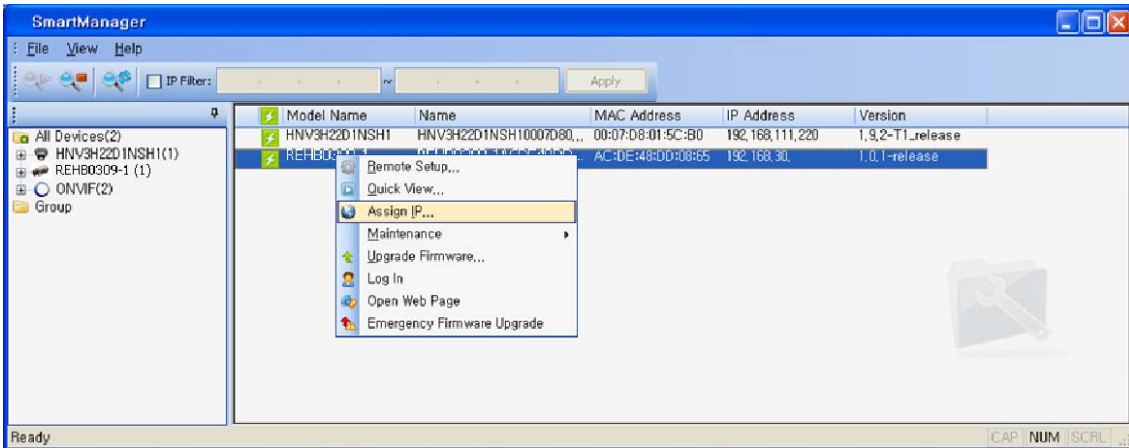 SmartManager
File View Help
IP Filter: ~ Apply
All Devices(2)
HNV3H22D1NSH1(1)
REHB0309-1 (1)
ONVIF(2)
Group
Model Name Name MAC Address IP Address Version
HNV3H22D1NSH1 HNV3H22D1NSH10007D80... 00:07:D8:01:5C:B0 192,168,111,220 1,9,2-T1_release
AC:DE:48:DD:08:65 192,168,30, 1,0,1-release
Remote Setup...
Quick View...
Assign IP...
Maintenance
Upgrade Firmware...
Log In
Open Web Page
Emergency Firmware Upgrade
Ready CAP NUM SCRL